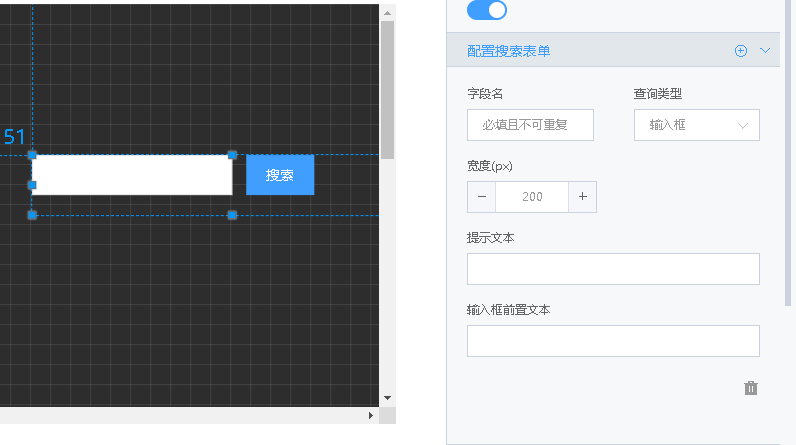 51
搜索
配置搜索表单
字段名
查询类型
必填且不可重复
输入框
宽度(px)
− 200 +
提示文本
输入框前置文本